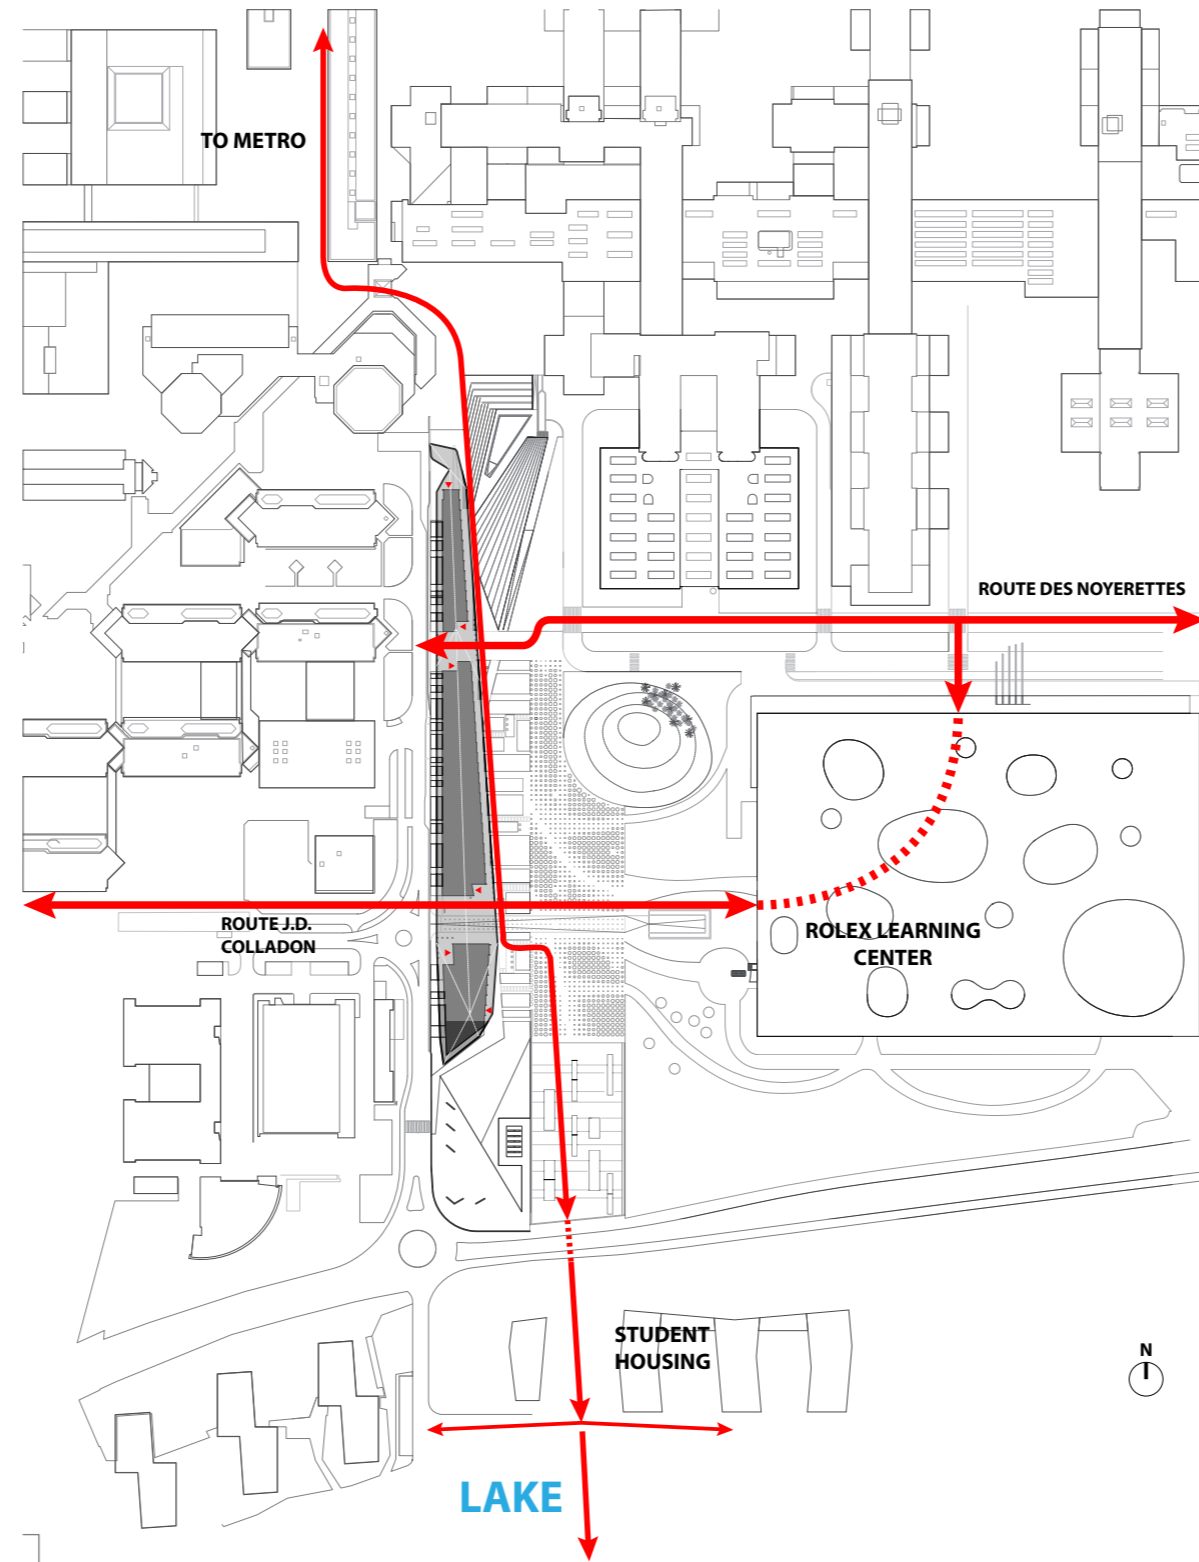 TO METRO
ROUTE DES NOYERETTES
ROUTE J.D.
COLLADON
ROLEX LEARNING
CENTER
STUDENT
HOUSING
N
LAKE